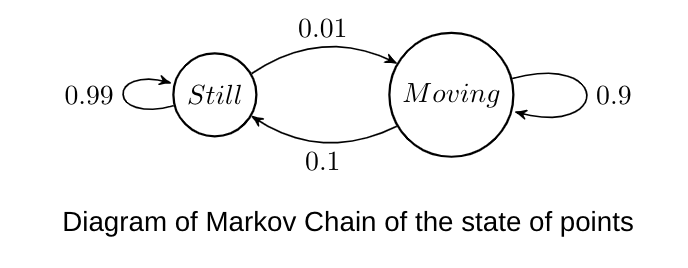 0.01
0.99
Still
Moving
0.9
0.1
Diagram of Markov Chain of the state of points